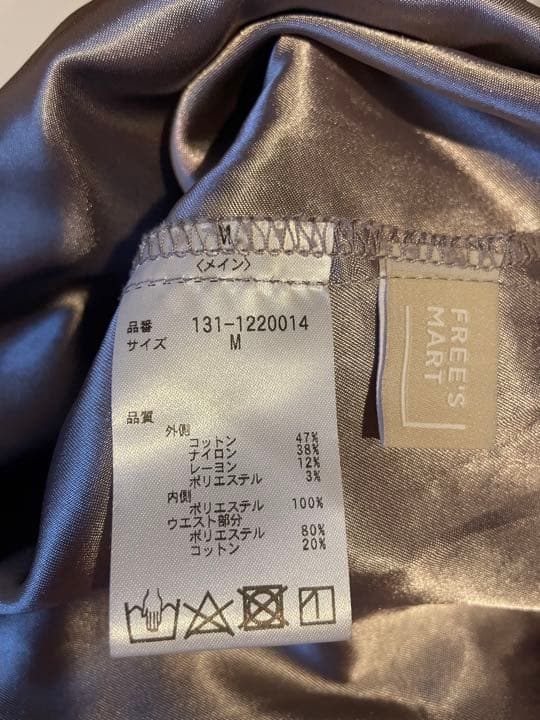 M
〈メイン〉
品番 131-1220014
サイズ M
品質
外側
コットン 47%
ナイロン 38%
レーヨン 12%
ポリエステル 3%
内側
ポリエステル 100%
ウエスト部分
ポリエステル 80%
コットン 20%
FREE'S
MART